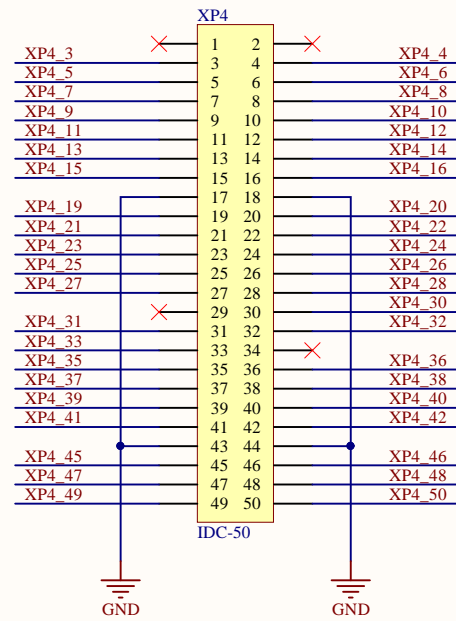 XP4
1 2
XP4_3 3 4 XP4_4
XP4_5 5 6 XP4_6
XP4_7 7 8 XP4_8
XP4_9 9 10 XP4_10
XP4_11 11 12 XP4_12
XP4_13 13 14 XP4_14
XP4_15 15 16 XP4_16
17 18
XP4_19 19 20 XP4_20
XP4_21 21 22 XP4_22
XP4_23 23 24 XP4_24
XP4_25 25 26 XP4_26
XP4_27 27 28 XP4_28
29 30 XP4_30
XP4_31 31 32 XP4_32
XP4_33 33 34
XP4_35 35 36 XP4_36
XP4_37 37 38 XP4_38
XP4_39 39 40 XP4_40
XP4_41 41 42 XP4_42
43 44
XP4_45 45 46 XP4_46
XP4_47 47 48 XP4_48
XP4_49 49 50 XP4_50
IDC-50
GND GND